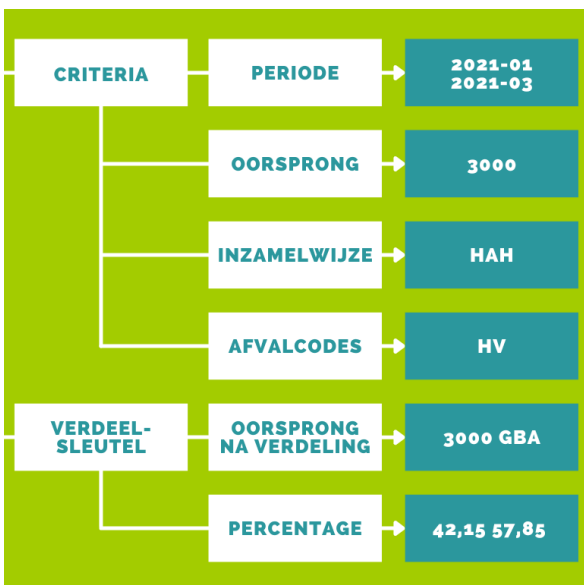 CRITERIA
PERIODE
2021-01
2021-03
OORSPRONG
3000
INZAMELWIJZE
HAH
AFVALCODES
HV
VERDEEL-
SLEUTEL
OORSPRONG
NA VERDELING
3000 GBA
PERCENTAGE
42,15 57,85